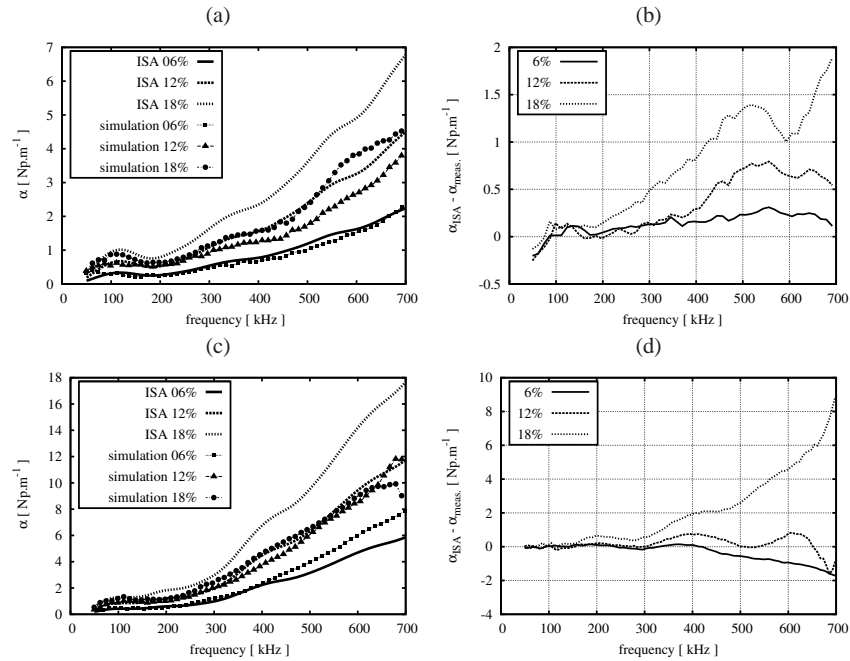 (a)
7
6
5
4
3
2
1
0
α [ Np.m⁻¹ ]
ISA 06%
ISA 12%
ISA 18%
simulation 06%
simulation 12%
simulation 18%
0 100 200 300 400 500 600 700
frequency [ kHz ]
(b)
2
1.5
1
0.5
0
-0.5
α_ISA - α_meas. [ Np.m⁻¹ ]
6%
12%
18%
0 100 200 300 400 500 600 700
frequency [ kHz ]
(c)
18
16
14
12
10
8
6
4
2
0
α [ Np.m⁻¹ ]
ISA 06%
ISA 12%
ISA 18%
simulation 06%
simulation 12%
simulation 18%
0 100 200 300 400 500 600 700
frequency [ kHz ]
(d)
10
8
6
4
2
0
-2
-4
α_ISA - α_meas. [ Np.m⁻¹ ]
6%
12%
18%
0 100 200 300 400 500 600 700
frequency [ kHz ]